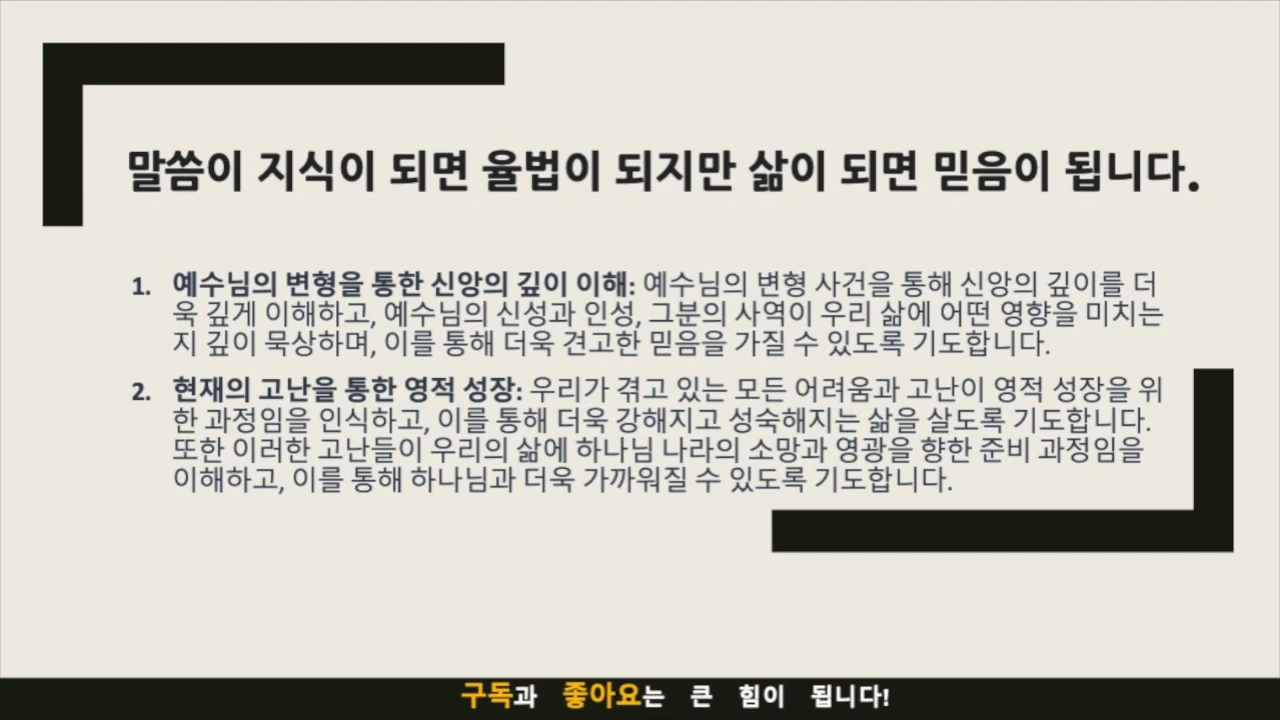 말씀이 지식이 되면 율법이 되지만 삶이 되면 믿음이 됩니다.
1. 예수님의 변형을 통한 신앙의 깊이 이해: 예수님의 변형 사건을 통해 신앙의 깊이를 더
욱 깊게 이해하고, 예수님의 신성과 인성, 그분의 사역이 우리 삶에 어떤 영향을 미치는
지 깊이 묵상하며, 이를 통해 더욱 견고한 믿음을 가질 수 있도록 기도합니다.
2. 현재의 고난을 통한 영적 성장: 우리가 겪고 있는 모든 어려움과 고난이 영적 성장을 위
한 과정임을 인식하고, 이를 통해 더욱 강해지고 성숙해지는 삶을 살도록 기도합니다.
또한 이러한 고난들이 우리의 삶에 하나님 나라의 소망과 영광을 향한 준비 과정임을
이해하고, 이를 통해 하나님과 더욱 가까워질 수 있도록 기도합니다.
구독과 좋아요는 큰 힘이 됩니다!